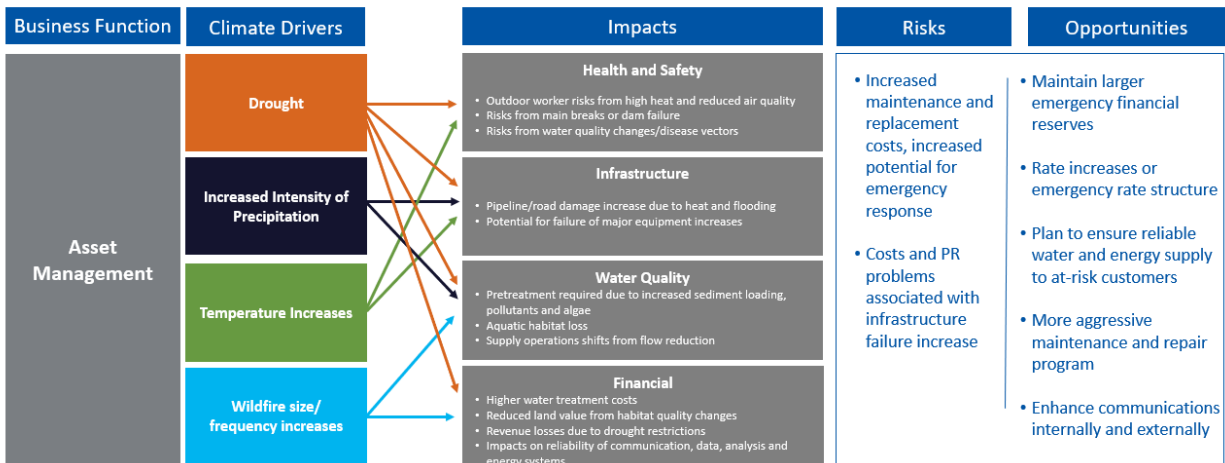 Business Function
Climate Drivers
Impacts
Risks
Opportunities
Asset
Management
Drought
Increased Intensity of
Precipitation
Temperature Increases
Wildfire size/
frequency increases
Health and Safety
• Outdoor worker risks from high heat and reduced air quality
• Risks from main breaks or dam failure
• Risks from water quality changes/disease vectors
Infrastructure
• Pipeline/road damage increase due to heat and flooding
• Potential for failure of major equipment increases
Water Quality
• Pretreatment required due to increased sediment loading,
pollutants and algae
• Aquatic habitat loss
• Supply operations shifts from flow reduction
Financial
• Higher water treatment costs
• Reduced land value from habitat quality changes
• Revenue losses due to drought restrictions
• Impacts on reliability of communication, data, analysis and
energy systems
• Increased
maintenance and
replacement
costs, increased
potential for
emergency
response
• Costs and PR
problems
associated with
infrastructure
failure increase
• Maintain larger
emergency financial
reserves
• Rate increases or
emergency rate structure
• Plan to ensure reliable
water and energy supply
to at-risk customers
• More aggressive
maintenance and repair
program
• Enhance communications
internally and externally